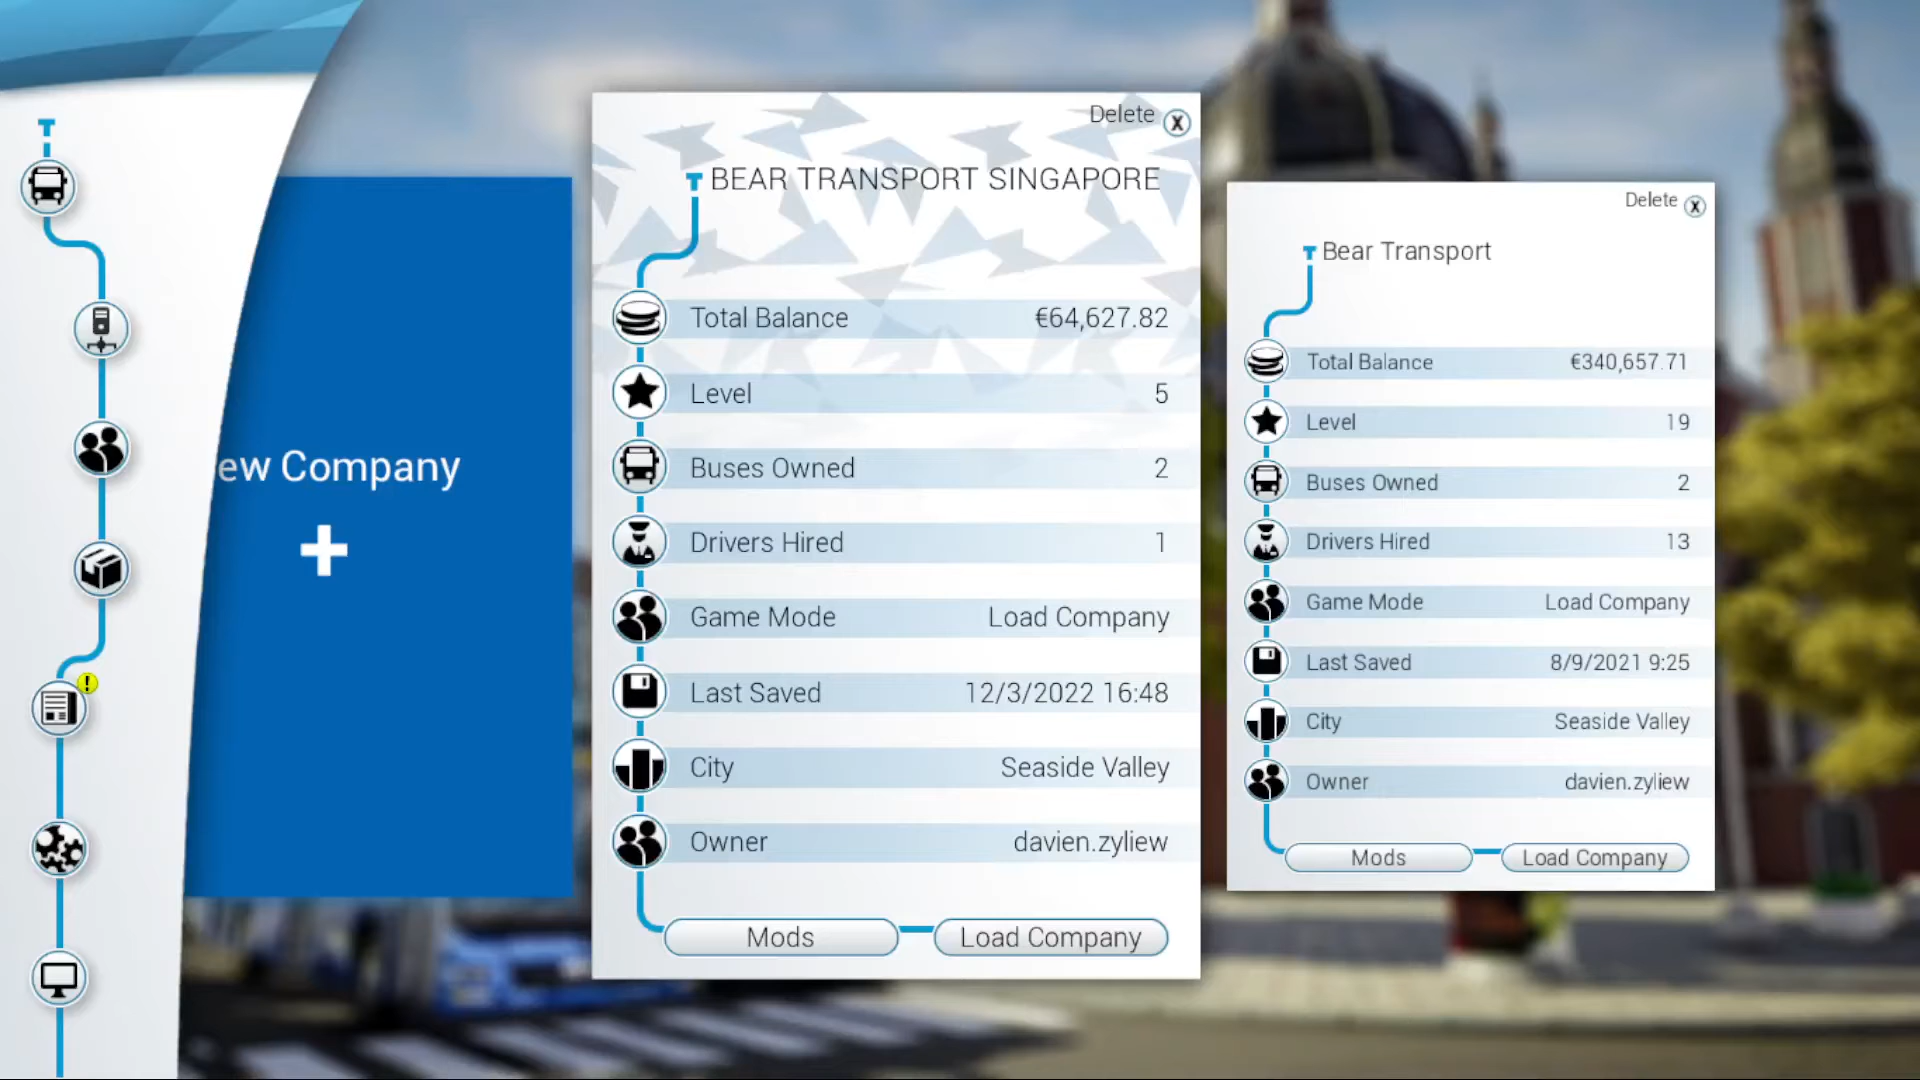 ew Company
Delete X
BEAR TRANSPORT SINGAPORE
Total Balance €64,627.82
Level 5
Buses Owned 2
Drivers Hired 1
Game Mode Load Company
Last Saved 12/3/2022 16:48
City Seaside Valley
Owner davien.zyliew
Mods Load Company
Delete X
Bear Transport
Total Balance €340,657.71
Level 19
Buses Owned 2
Drivers Hired 13
Game Mode Load Company
Last Saved 8/9/2021 9:25
City Seaside Valley
Owner davien.zyliew
Mods Load Company